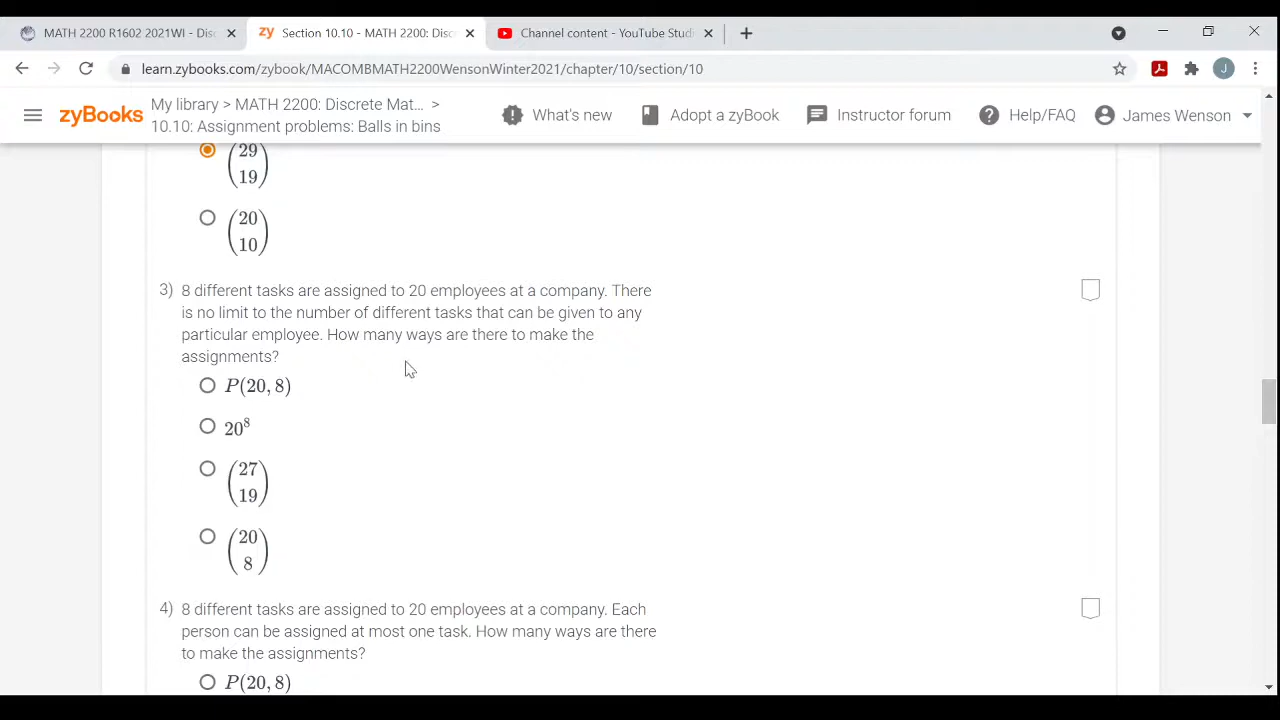 MATH 2200 R1602 2021WI - Disc
zy Section 10.10 - MATH 2200: Discre
Channel content - YouTube Studi
learn.zybooks.com/zybook/MACOMBMATH2200WensonWinter2021/chapter/10/section/10
J
zyBooks
My library > MATH 2200: Discrete Mat... >
10.10: Assignment problems: Balls in bins
What's new
Adopt a zyBook
Instructor forum
Help/FAQ
James Wenson
(29
19)
(20
10)
3) 8 different tasks are assigned to 20 employees at a company. There
is no limit to the number of different tasks that can be given to any
particular employee. How many ways are there to make the
assignments?
P(20, 8)
20⁸
(27
19)
(20
8)
4) 8 different tasks are assigned to 20 employees at a company. Each
person can be assigned at most one task. How many ways are there
to make the assignments?
P(20, 8)